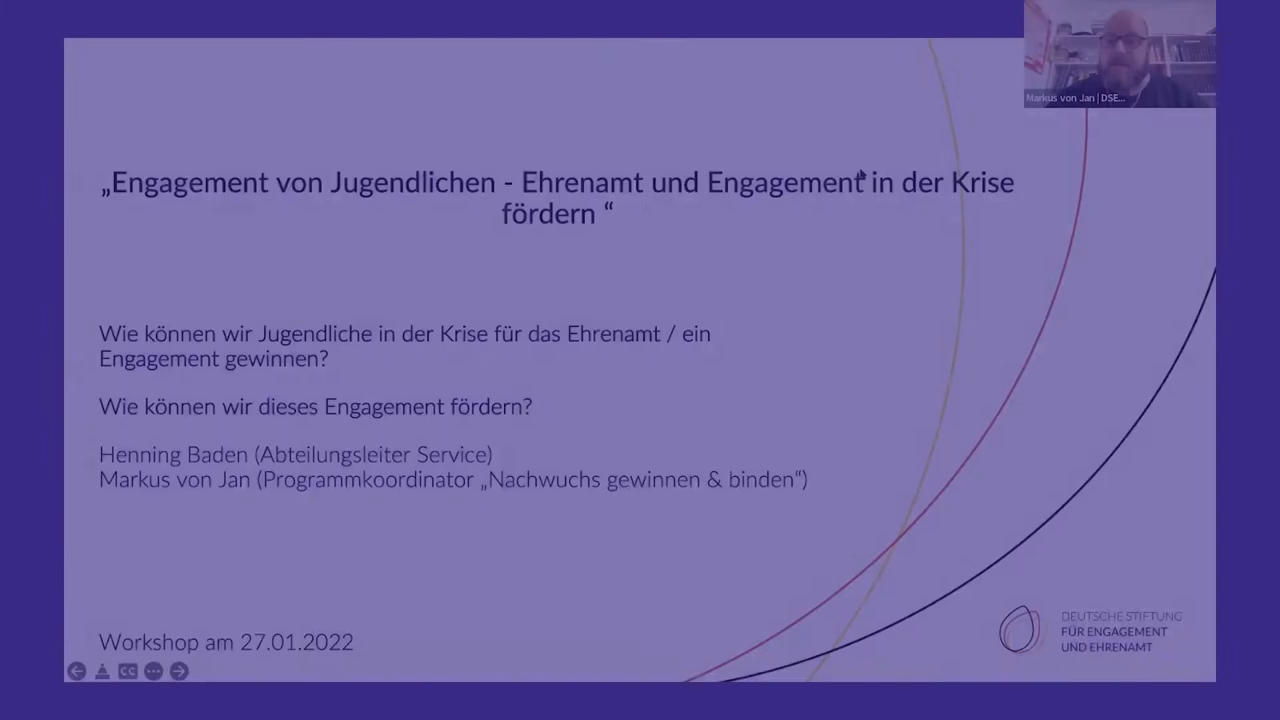 Markus von Jan | DSE...
„Engagement von Jugendlichen - Ehrenamt und Engagement in der Krise
fördern “
Wie können wir Jugendliche in der Krise für das Ehrenamt / ein
Engagement gewinnen?
Wie können wir dieses Engagement fördern?
Henning Baden (Abteilungsleiter Service)
Markus von Jan (Programmkoordinator „Nachwuchs gewinnen & binden“)
Workshop am 27.01.2022
CC
DEUTSCHE STIFTUNG
FÜR ENGAGEMENT
UND EHRENAMT